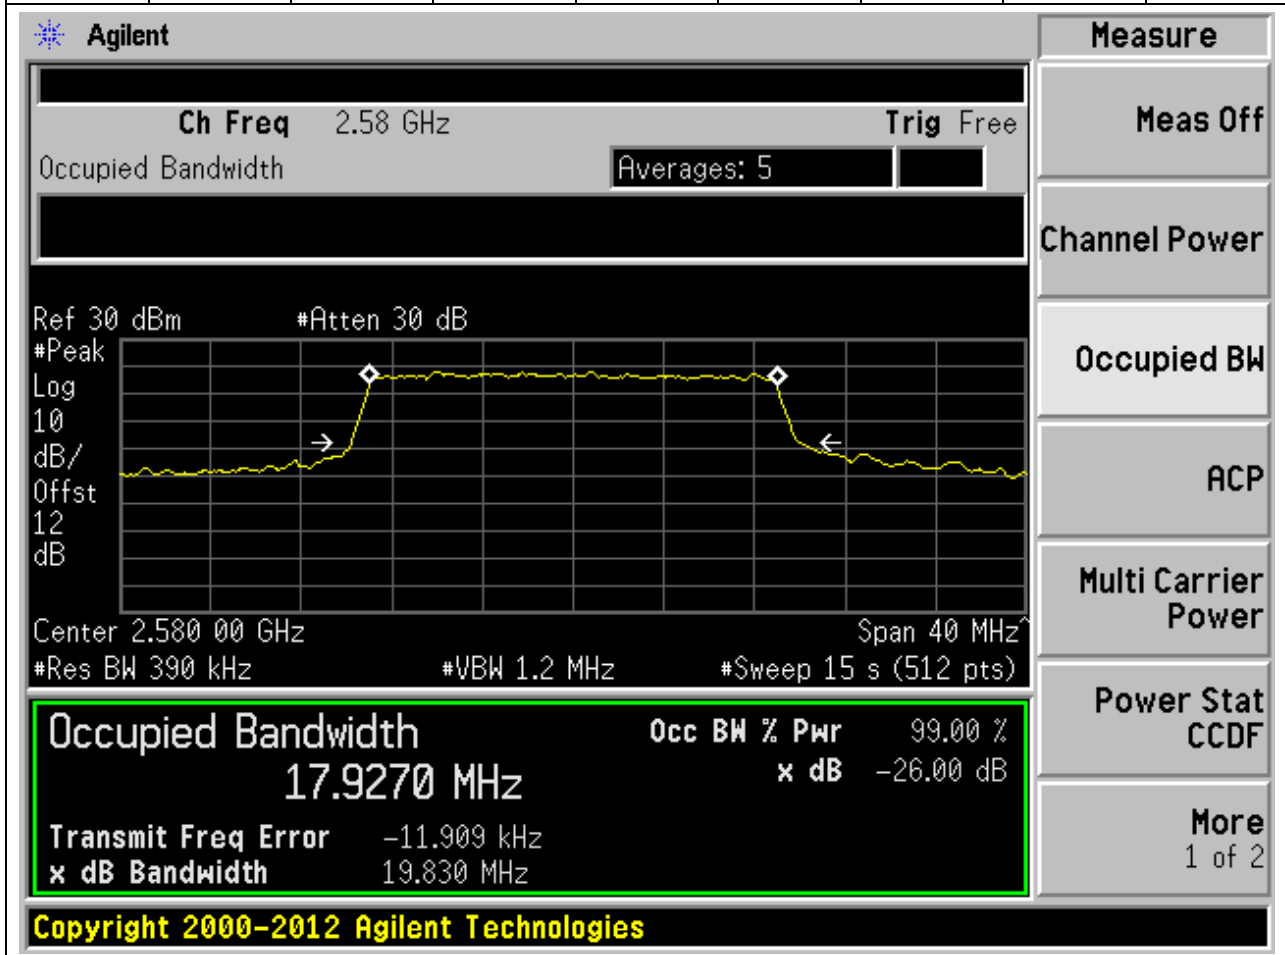 Agilent
Measure
Ch Freq 2.58 GHz Trig Free
Occupied Bandwidth Averages: 5
Meas Off
Channel Power
Occupied BW
ACP
Multi Carrier
Power
Power Stat
CCDF
More
1 of 2
Ref 30 dBm #Atten 30 dB
#Peak
Log
10
dB/
Offst
12
dB
Center 2.580 00 GHz Span 40 MHz^
#Res BW 390 kHz #VBW 1.2 MHz #Sweep 15 s (512 pts)
Occupied Bandwidth Occ BW % Pwr 99.00 %
17.9270 MHz x dB -26.00 dB
Transmit Freq Error -11.909 kHz
x dB Bandwidth 19.830 MHz
Copyright 2000-2012 Agilent Technologies